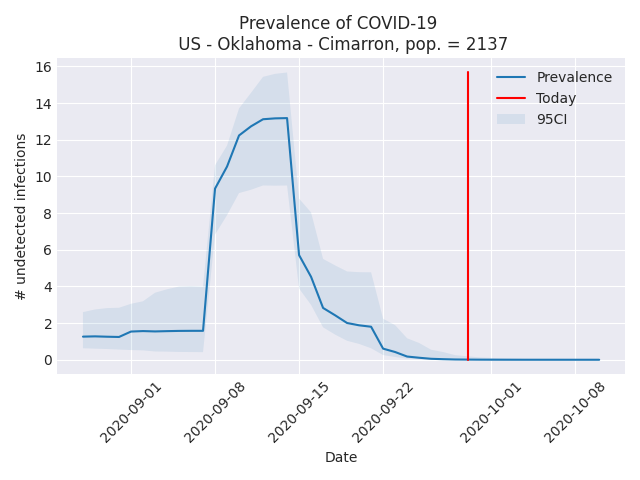 Prevalence of COVID-19
US - Oklahoma - Cimarron, pop. = 2137
# undetected infections
16
14
12
10
8
6
4
2
0
Prevalence
Today
95CI
2020-09-01
2020-09-08
2020-09-15
2020-09-22
2020-10-01
2020-10-08
Date